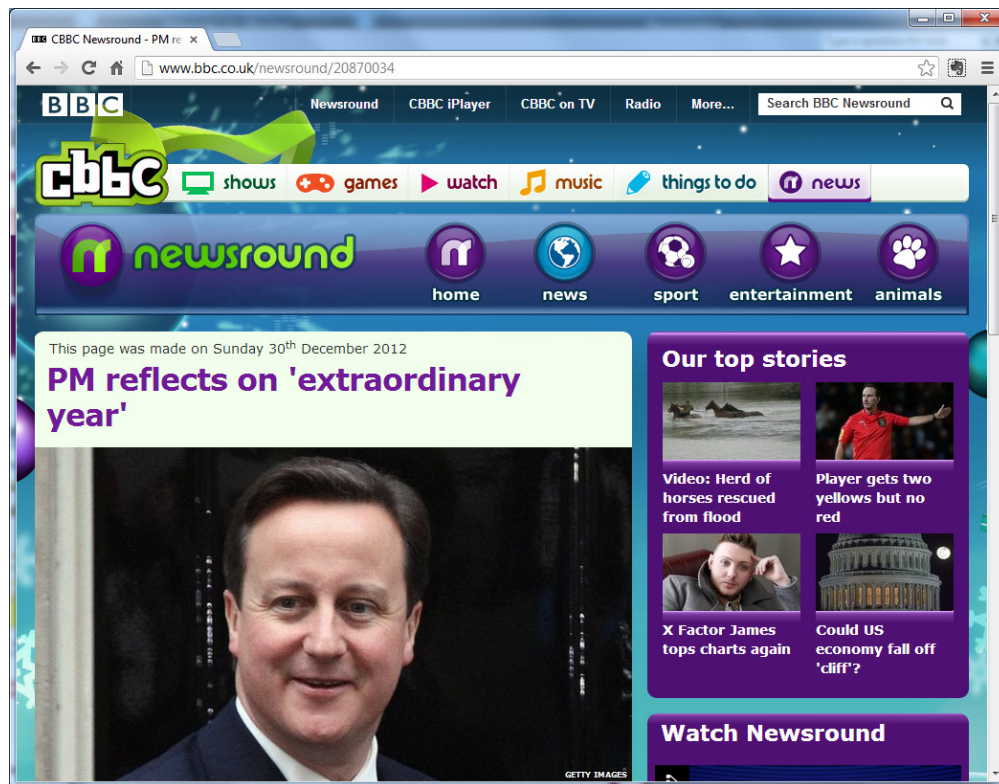 CBBC Newsround - PM re
www.bbc.co.uk/newsround/20870034
BBC
Newsround CBBC iPlayer CBBC on TV Radio More... Search BBC Newsround
cbbc
shows games watch music things to do news
newsround
home news sport entertainment animals
This page was made on Sunday 30th December 2012
PM reflects on 'extraordinary
year'
GETTY IMAGES
Our top stories
Video: Herd of
horses rescued
from flood
Player gets two
yellows but no
red
X Factor James
tops charts again
Could US
economy fall off
'cliff'?
Watch Newsround